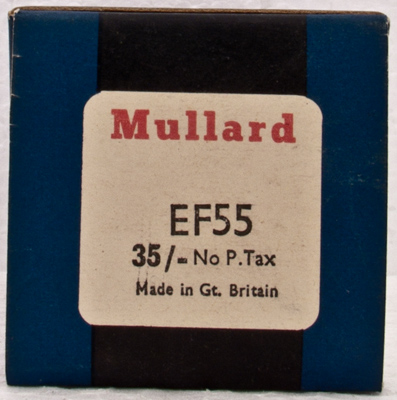 Mullard
EF55
35/- No P.Tax
Made in Gt. Britain